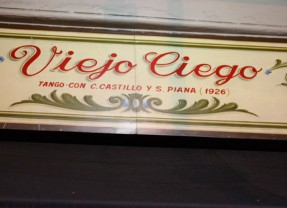 Viejo Ciego
TANGO-CON C.CASTILLO Y S. PIANA (1926)